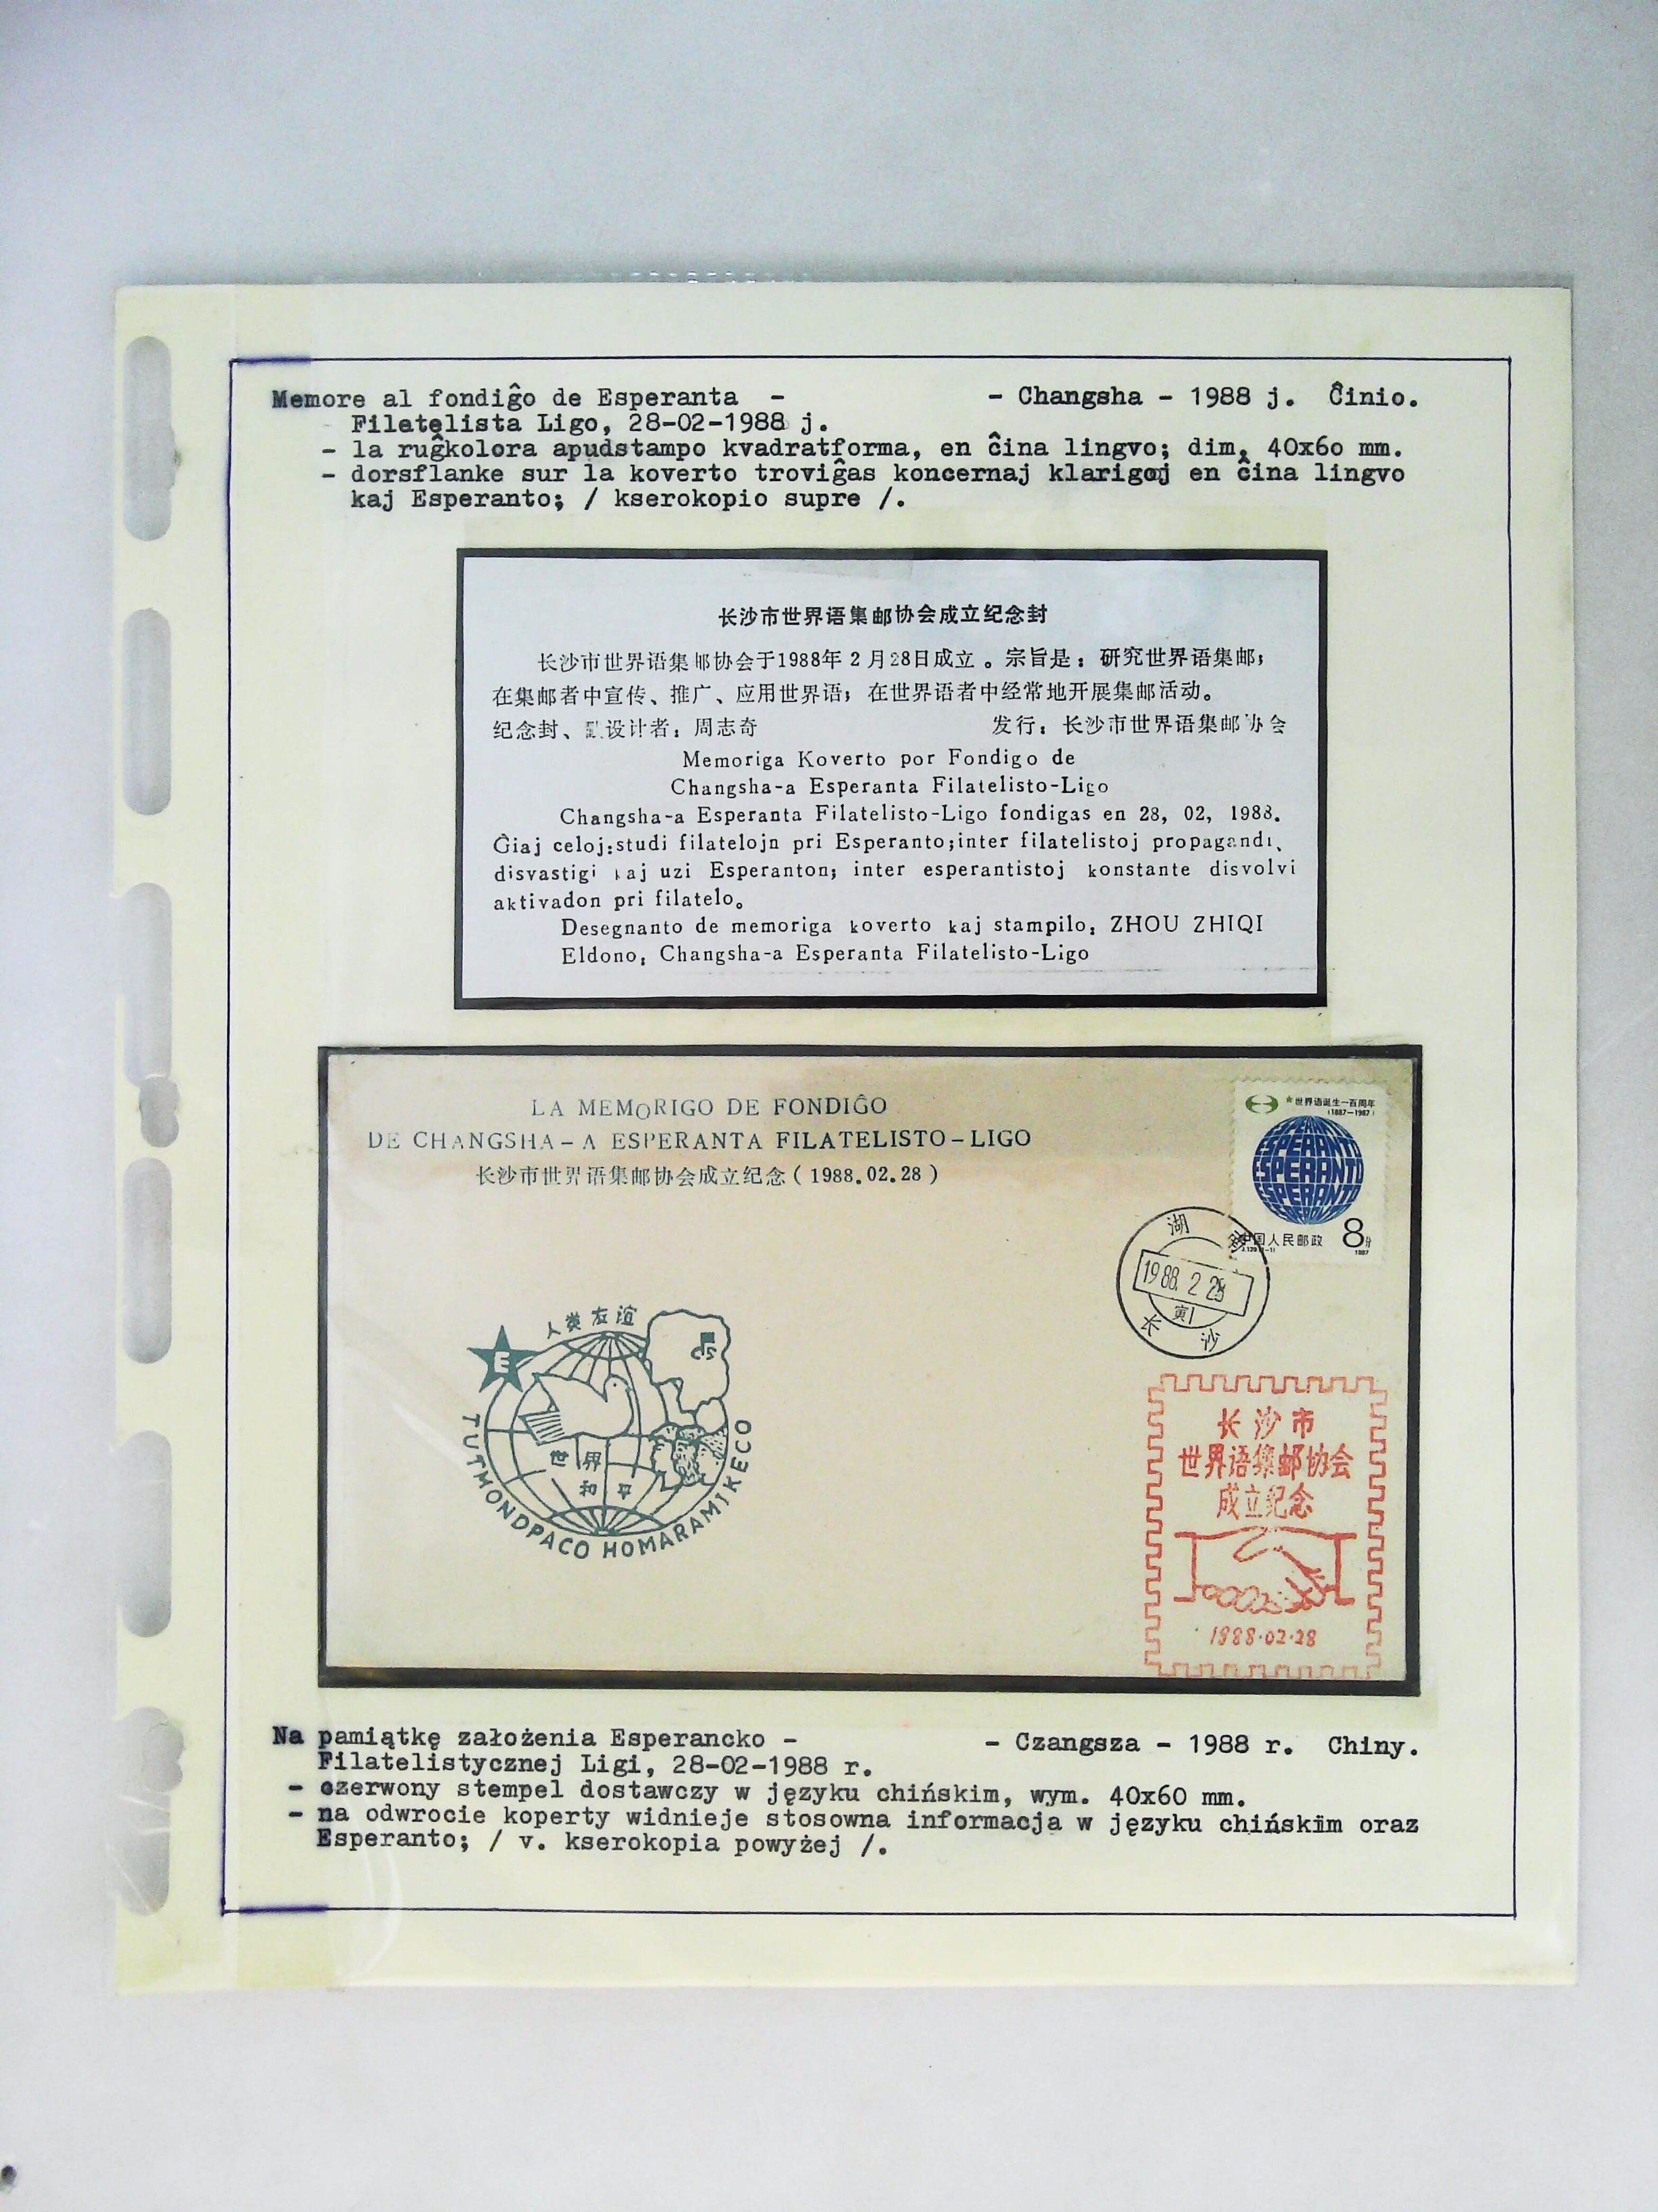 Memore al fondiĝo de Esperanta - - Changsha - 1988 j. Ĉinio.
Filatelista Ligo, 28-02-1988 j.
- la ruĝkolora apudstampo kvadratforma, en ĉina lingvo; dim, 40x60 mm.
- dorsflanke sur la koverto troviĝas koncernaj klarigoj en ĉina lingvo
kaj Esperanto; / kserokopio supre /.
长沙市世界语集邮协会成立纪念封
长沙市世界语集邮协会于1988年2月28日成立。宗旨是：研究世界语集邮；
在集邮者中宣传、推广、应用世界语；在世界语者中经常地开展集邮活动。
纪念封、设计者：周志奇 发行：长沙市世界语集邮协会
Memoriga Koverto por Fondigo de
Changsha-a Esperanta Filatelisto-Ligo
Changsha-a Esperanta Filatelisto-Ligo fondigas en 28, 02, 1988.
Ĝiaj celoj:studi filatelojn pri Esperanto;inter filatelistoj propagandi,
disvastigi kaj uzi Esperanton; inter esperantistoj konstante disvolvi
aktivadon pri filatelo。
Desegnanto de memoriga koverto kaj stampilo: ZHOU ZHIQI
Eldono: Changsha-a Esperanta Filatelisto-Ligo
LA MEMORIGO DE FONDIĜO
DE CHANGSHA-A ESPERANTA FILATELISTO-LIGO
长沙市世界语集邮协会成立纪念(1988.02.28)
世界语诞生一百周年
(1887-1987)
ESPERANTO
ESPERANTO
ESPERANTO
中国人民邮政 8分
J.139(1-1) 1987
湖
1988.2.28
寅1
长沙
人类友谊
E
CS
世界
和平
TUTMONDPACO HOMARAMIKECO
长沙市
世界语集邮协会
成立纪念
1988·02·28
Na pamiątkę założenia Esperancko - - Czangsza - 1988 r. Chiny.
Filatelistycznej Ligi, 28-02-1988 r.
- czerwony stempel dostawczy w języku chińskim, wym. 40x60 mm.
- na odwrocie koperty widnieje stosowna informacja w języku chińskim oraz
Esperanto; / v. kserokopia powyżej /.